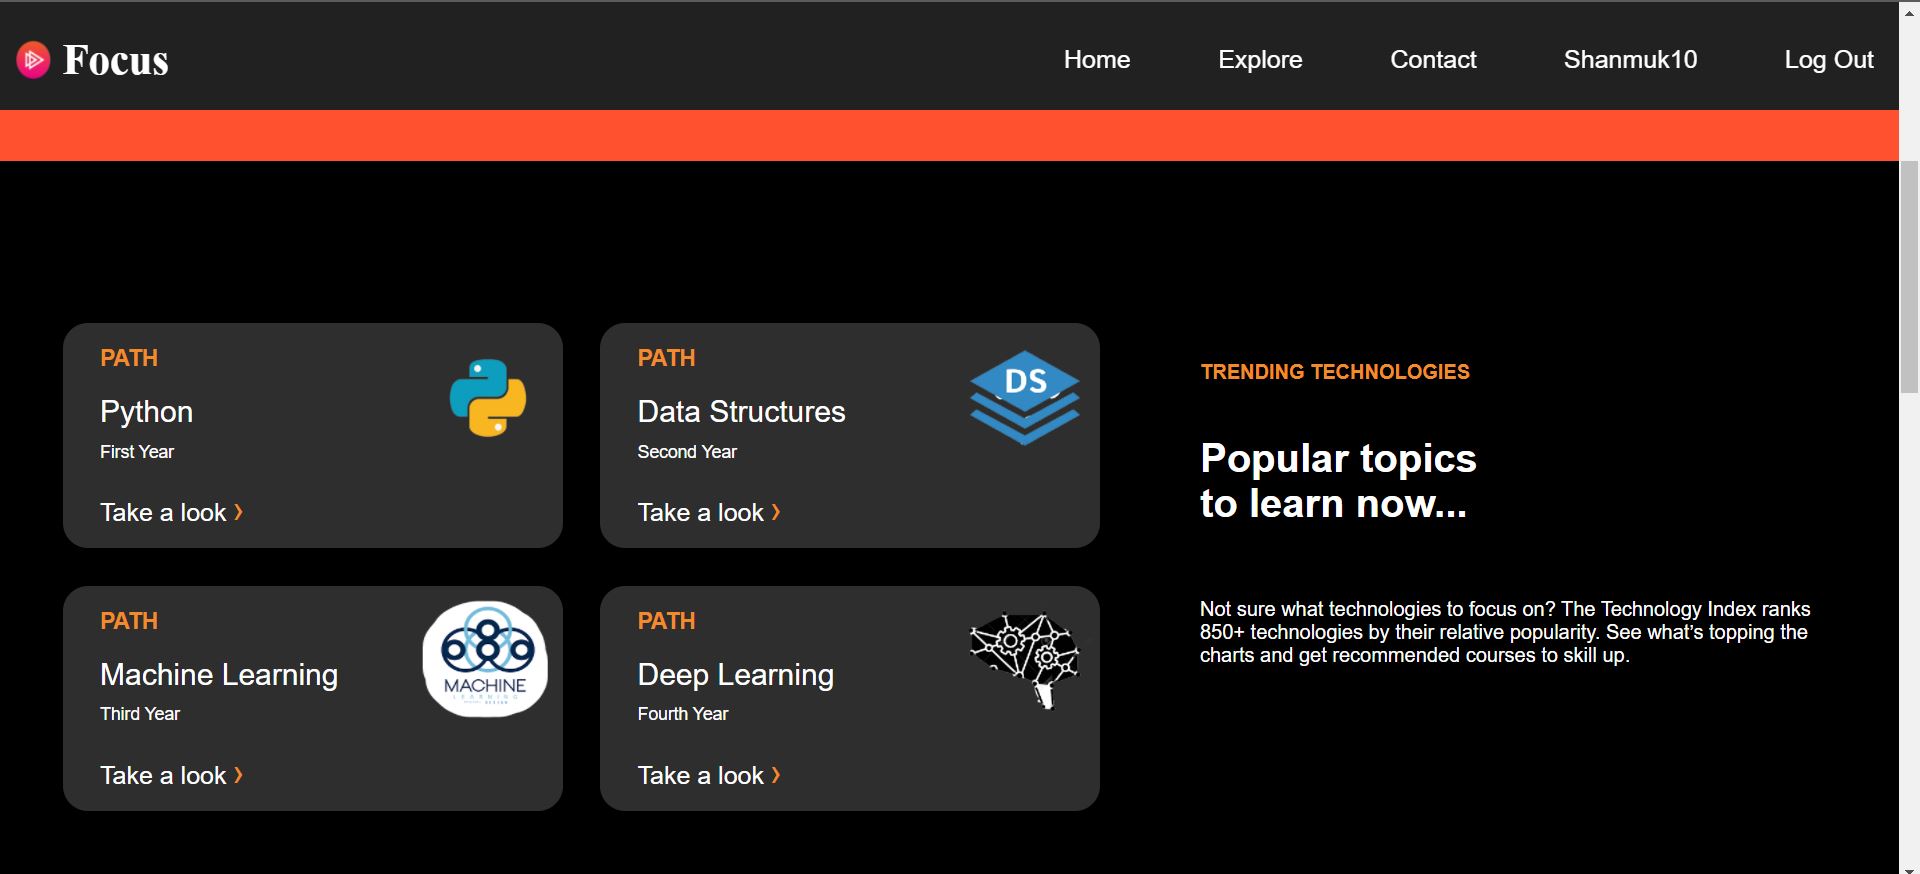 Focus
Home Explore Contact Shanmuk10 Log Out
PATH
Python
First Year
Take a look ›
PATH
DS
Data Structures
Second Year
Take a look ›
PATH
Machine Learning
MACHINE
LEARNING
Third Year
Take a look ›
PATH
Deep Learning
Fourth Year
Take a look ›
TRENDING TECHNOLOGIES
Popular topics
to learn now...
Not sure what technologies to focus on? The Technology Index ranks
850+ technologies by their relative popularity. See what’s topping the
charts and get recommended courses to skill up.